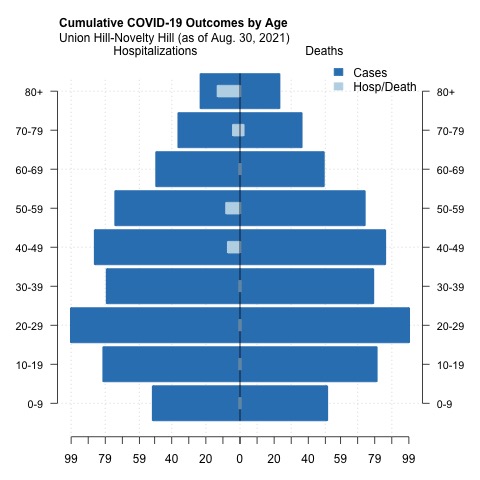 Cumulative COVID-19 Outcomes by Age
Union Hill-Novelty Hill (as of Aug. 30, 2021)
Hospitalizations Deaths
Cases
Hosp/Death
80+ 80+
70-79 70-79
60-69 60-69
50-59 50-59
40-49 40-49
30-39 30-39
20-29 20-29
10-19 10-19
0-9 0-9
99 79 59 40 20 0 20 40 59 79 99